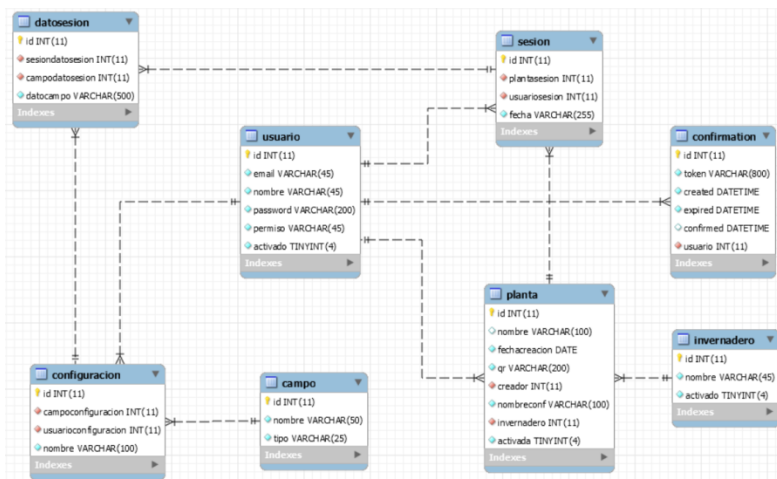 datosesion
id INT(11)
sesiondatosesion INT(11)
campodatosesion INT(11)
datocampo VARCHAR(500)
Indexes
sesion
id INT(11)
plantasesion INT(11)
usuariosesion INT(11)
fecha VARCHAR(255)
Indexes
usuario
id INT(11)
email VARCHAR(45)
nombre VARCHAR(45)
password VARCHAR(200)
permiso VARCHAR(45)
activado TINYINT(4)
Indexes
confirmation
id INT(11)
token VARCHAR(800)
created DATETIME
expired DATETIME
confirmed DATETIME
usuario INT(11)
Indexes
planta
id INT(11)
nombre VARCHAR(100)
fechacreacion DATE
qr VARCHAR(200)
creador INT(11)
nombreconf VARCHAR(100)
invernadero INT(11)
activada TINYINT(4)
Indexes
invernadero
id INT(11)
nombre VARCHAR(45)
activado TINYINT(4)
Indexes
configuracion
id INT(11)
campoconfiguracion INT(11)
usuarioconfiguracion INT(11)
nombre VARCHAR(100)
Indexes
campo
id INT(11)
nombre VARCHAR(50)
tipo VARCHAR(25)
Indexes